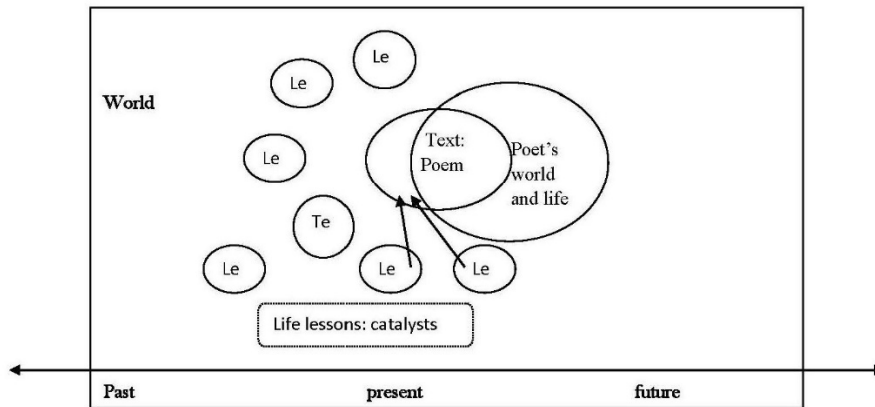 Le
Le
World
Text:
Poem
Poet's
world
and life
Le
Te
Le
Le
Le
Life lessons: catalysts
Past present future